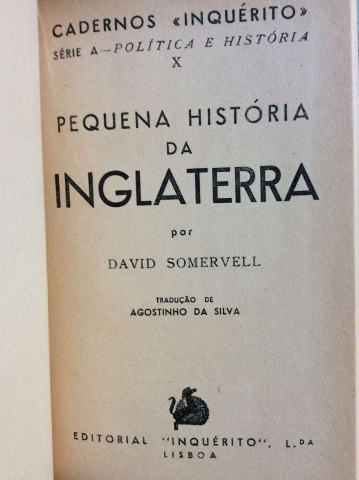 CADERNOS «INQUÉRITO»
SÉRIE A—POLÍTICA E HISTÓRIA
X
PEQUENA HISTÓRIA
DA
INGLATERRA
por
DAVID SOMERVELL
TRADUÇÃO DE
AGOSTINHO DA SILVA
EDITORIAL "INQUÉRITO", L.DA
LISBOA